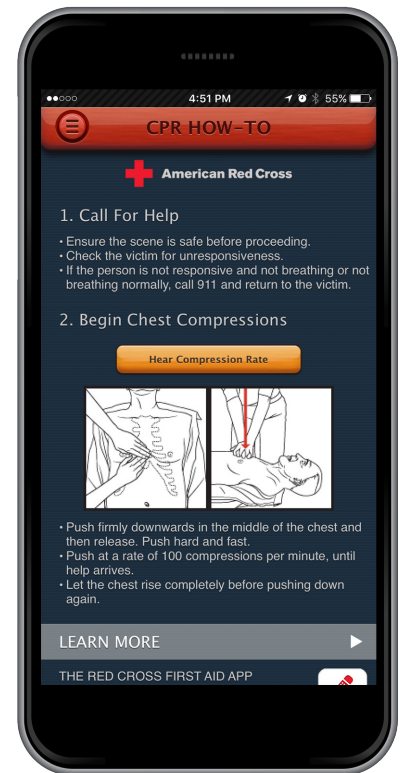 4:51 PM
55%
CPR HOW-TO
American Red Cross
1. Call For Help
• Ensure the scene is safe before proceeding.
• Check the victim for unresponsiveness.
• If the person is not responsive and not breathing or not
breathing normally, call 911 and return to the victim.
2. Begin Chest Compressions
Hear Compression Rate
• Push firmly downwards in the middle of the chest and
then release. Push hard and fast.
• Push at a rate of 100 compressions per minute, until
help arrives.
• Let the chest rise completely before pushing down
again.
LEARN MORE
THE RED CROSS FIRST AID APP